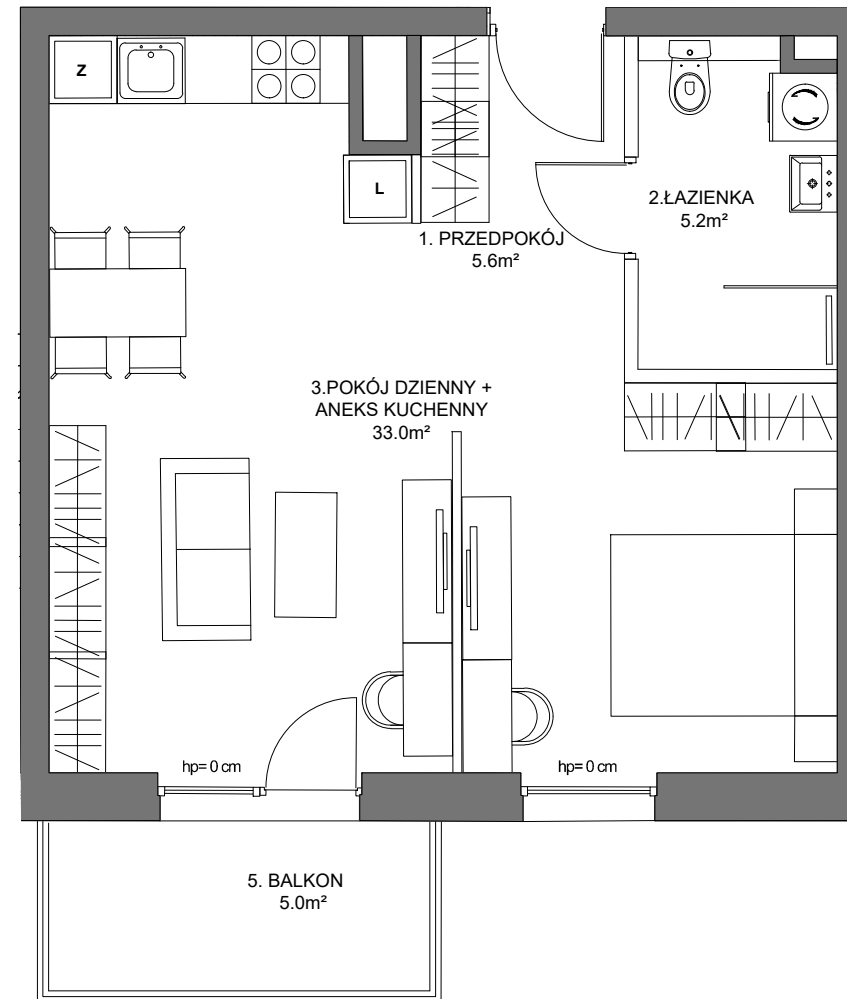 Z
L
2.ŁAZIENKA
5.2m²
1. PRZEDPOKÓJ
5.6m²
3.POKÓJ DZIENNY +
ANEKS KUCHENNY
33.0m²
hp= 0 cm
hp= 0 cm
5. BALKON
5.0m²